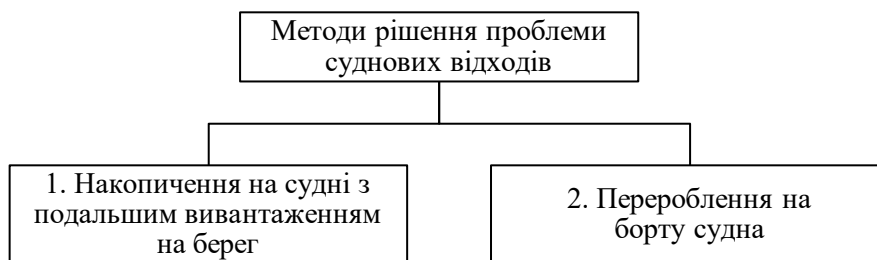 Методи рішення проблеми
суднових відходів
1. Накопичення на судні з
подальшим вивантаженням
на берег
2. Перероблення на
борту судна